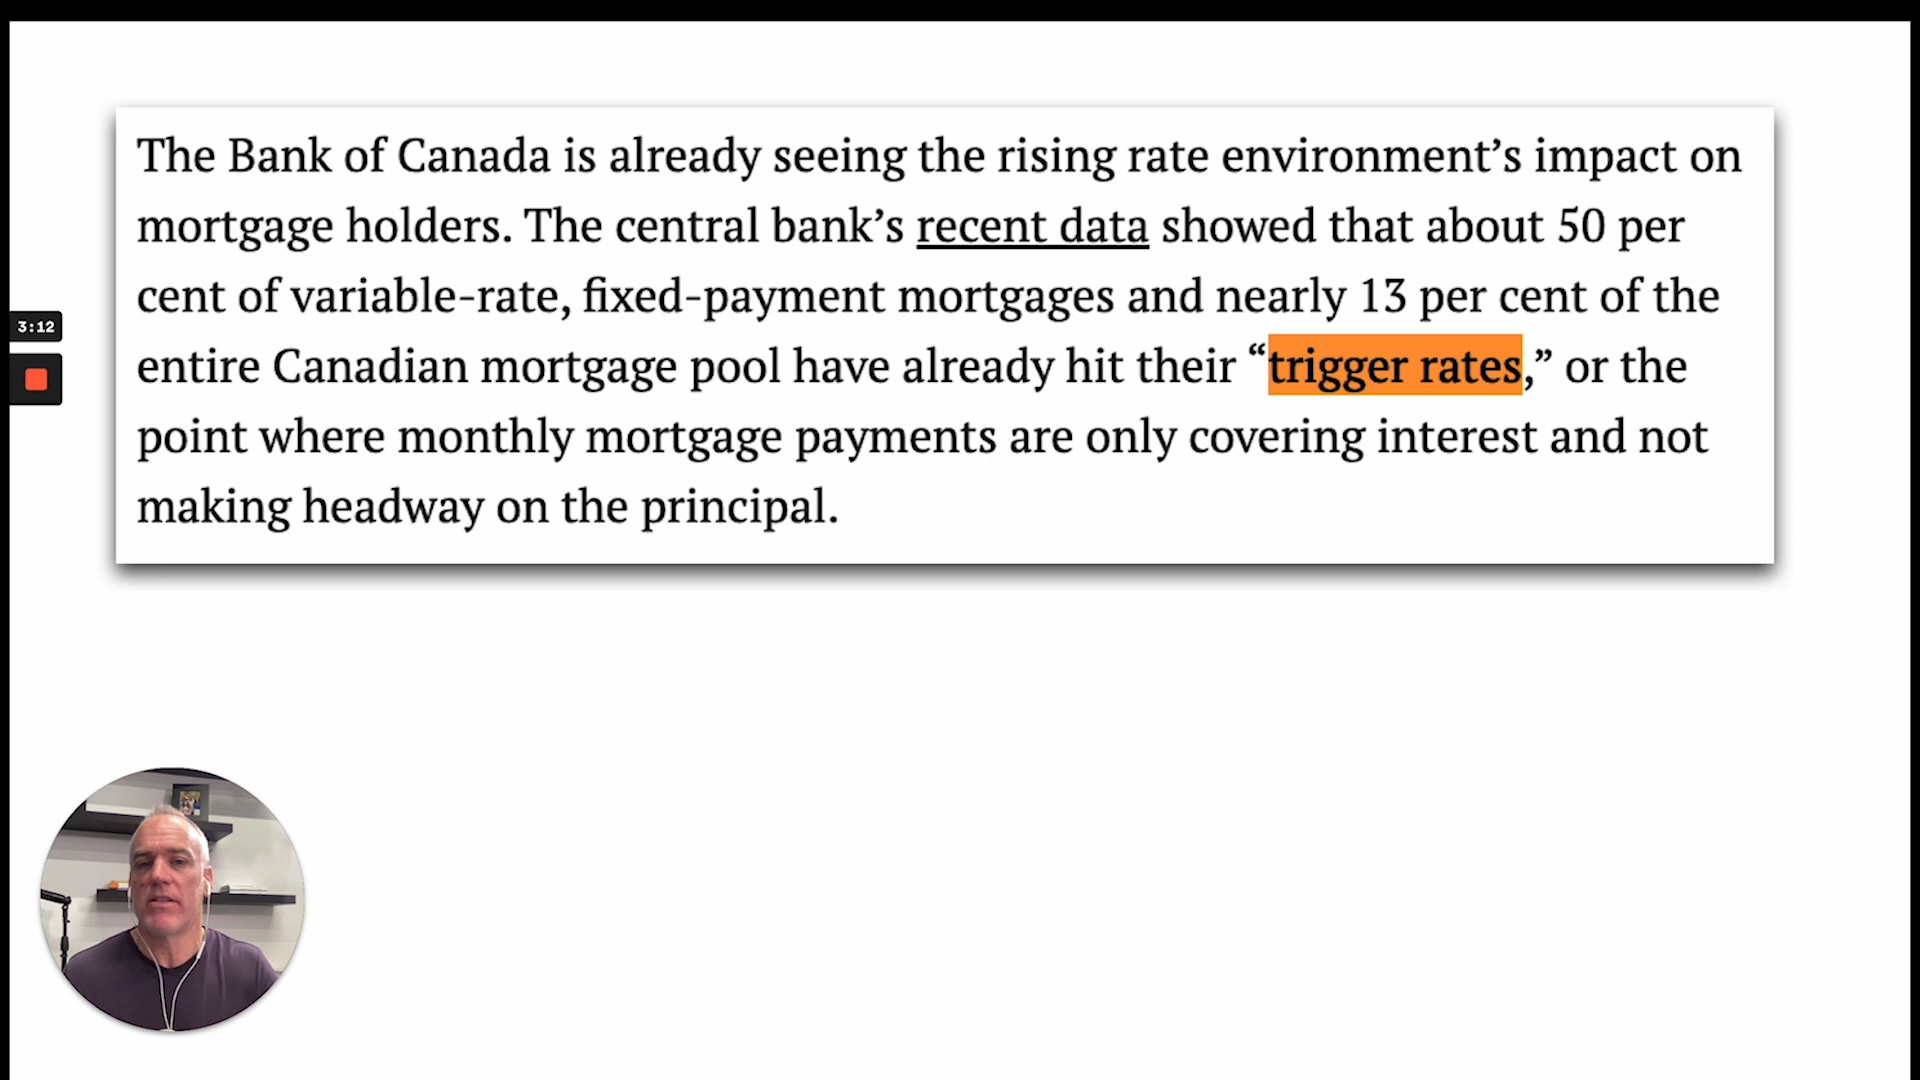 The Bank of Canada is already seeing the rising rate environment’s impact on
mortgage holders. The central bank’s recent data showed that about 50 per
cent of variable-rate, fixed-payment mortgages and nearly 13 per cent of the
entire Canadian mortgage pool have already hit their “trigger rates,” or the
point where monthly mortgage payments are only covering interest and not
making headway on the principal.
3:12